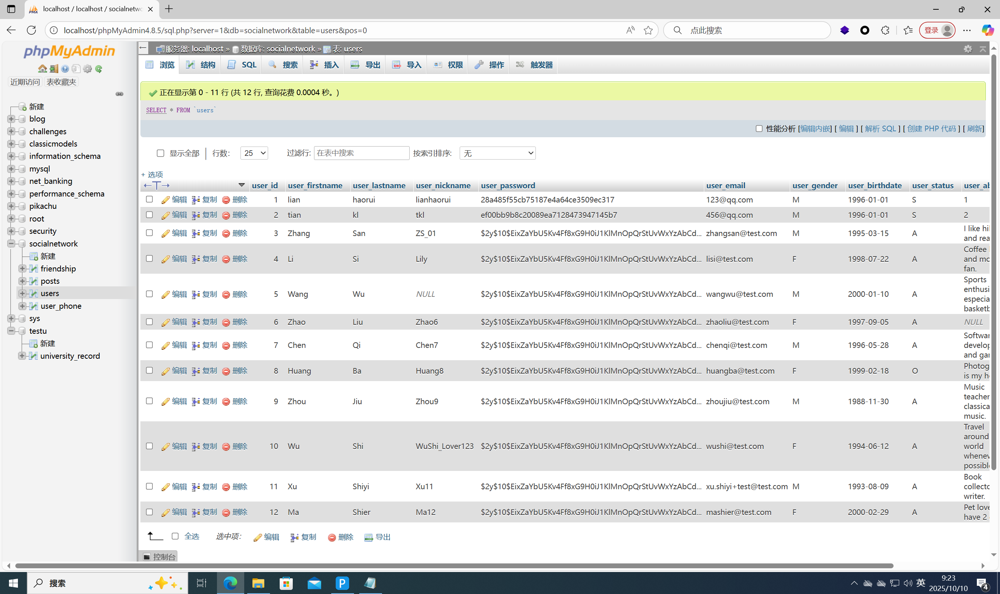 localhost / localhost / socialnetwo
localhost/phpMyAdmin4.8.5/sql.php?server=1&db=socialnetwork&table=users&pos=0
点此搜索
登录
phpMyAdmin
近期访问 表收藏夹
新建
blog
challenges
classicmodels
information_schema
mysql
net_banking
performance_schema
pikachu
root
security
socialnetwork
新建
friendship
posts
users
user_phone
sys
testu
新建
university_record
服务器: localhost » 数据库: socialnetwork » 表: users
浏览 结构 SQL 搜索 插入 导出 导入 权限 操作 触发器
正在显示第 0 - 11 行 (共 12 行, 查询花费 0.0004 秒。)
SELECT * FROM `users`
性能分析 [编辑内嵌] [ 编辑 ] [ 解析 SQL ] [ 创建 PHP 代码 ] [ 刷新]
显示全部 | 行数: 25 过滤行: 在表中搜索 按索引排序: 无
+ 选项
←T→ user_id user_firstname user_lastname user_nickname user_password user_email user_gender user_birthdate user_status user_ab
编辑 复制 删除 1 lian haorui lianhaorui 28a485f55cb75187e4a64ce3509ec317 123@qq.com M 1996-01-01 S 1
编辑 复制 删除 2 tian kl tkl ef00bb9b8c20089ea7128473947145b7 456@qq.com M 1996-01-01 S 2
编辑 复制 删除 3 Zhang San ZS_01 $2y$10$EixZaYbU5Kv4Ff8xG9H0iJ1KlMnOpQrStUvWxYzAbCd... zhangsan@test.com M 1995-03-15 A I like hi
and rea
编辑 复制 删除 4 Li Si Lily $2y$10$EixZaYbU5Kv4Ff8xG9H0iJ1KlMnOpQrStUvWxYzAbCd... lisi@test.com F 1998-07-22 A Coffee
and mo
fan.
编辑 复制 删除 5 Wang Wu NULL $2y$10$EixZaYbU5Kv4Ff8xG9H0iJ1KlMnOpQrStUvWxYzAbCd... wangwu@test.com M 2000-01-10 A Sports
enthusi
especia
basketb
编辑 复制 删除 6 Zhao Liu Zhao6 $2y$10$EixZaYbU5Kv4Ff8xG9H0iJ1KlMnOpQrStUvWxYzAbCd... zhaoliu@test.com F 1997-09-05 A NULL
编辑 复制 删除 7 Chen Qi Chen7 $2y$10$EixZaYbU5Kv4Ff8xG9H0iJ1KlMnOpQrStUvWxYzAbCd... chenqi@test.com M 1996-05-28 A Softwar
develop
and gar
编辑 复制 删除 8 Huang Ba Huang8 $2y$10$EixZaYbU5Kv4Ff8xG9H0iJ1KlMnOpQrStUvWxYzAbCd... huangba@test.com F 1999-02-18 O Photog
is my h
编辑 复制 删除 9 Zhou Jiu Zhou9 $2y$10$EixZaYbU5Kv4Ff8xG9H0iJ1KlMnOpQrStUvWxYzAbCd... zhoujiu@test.com M 1988-11-30 A Music
teacher
classica
music.
编辑 复制 删除 10 Wu Shi WuShi_Lover123 $2y$10$EixZaYbU5Kv4Ff8xG9H0iJ1KlMnOpQrStUvWxYzAbCd... wushi@test.com F 1994-06-12 A Travel
around
world
whenev
possibl
编辑 复制 删除 11 Xu Shiyi Xu11 $2y$10$EixZaYbU5Kv4Ff8xG9H0iJ1KlMnOpQrStUvWxYzAbCd... xu.shiyi+test@test.com M 1993-08-09 A Book
collecto
writer.
编辑 复制 删除 12 Ma Shier Ma12 $2y$10$EixZaYbU5Kv4Ff8xG9H0iJ1KlMnOpQrStUvWxYzAbCd... mashier@test.com F 2000-02-29 A Pet love
have 2
全选 选中项: 编辑 复制 删除 导出
控制台
搜索
英
9:23
2025/10/10
4